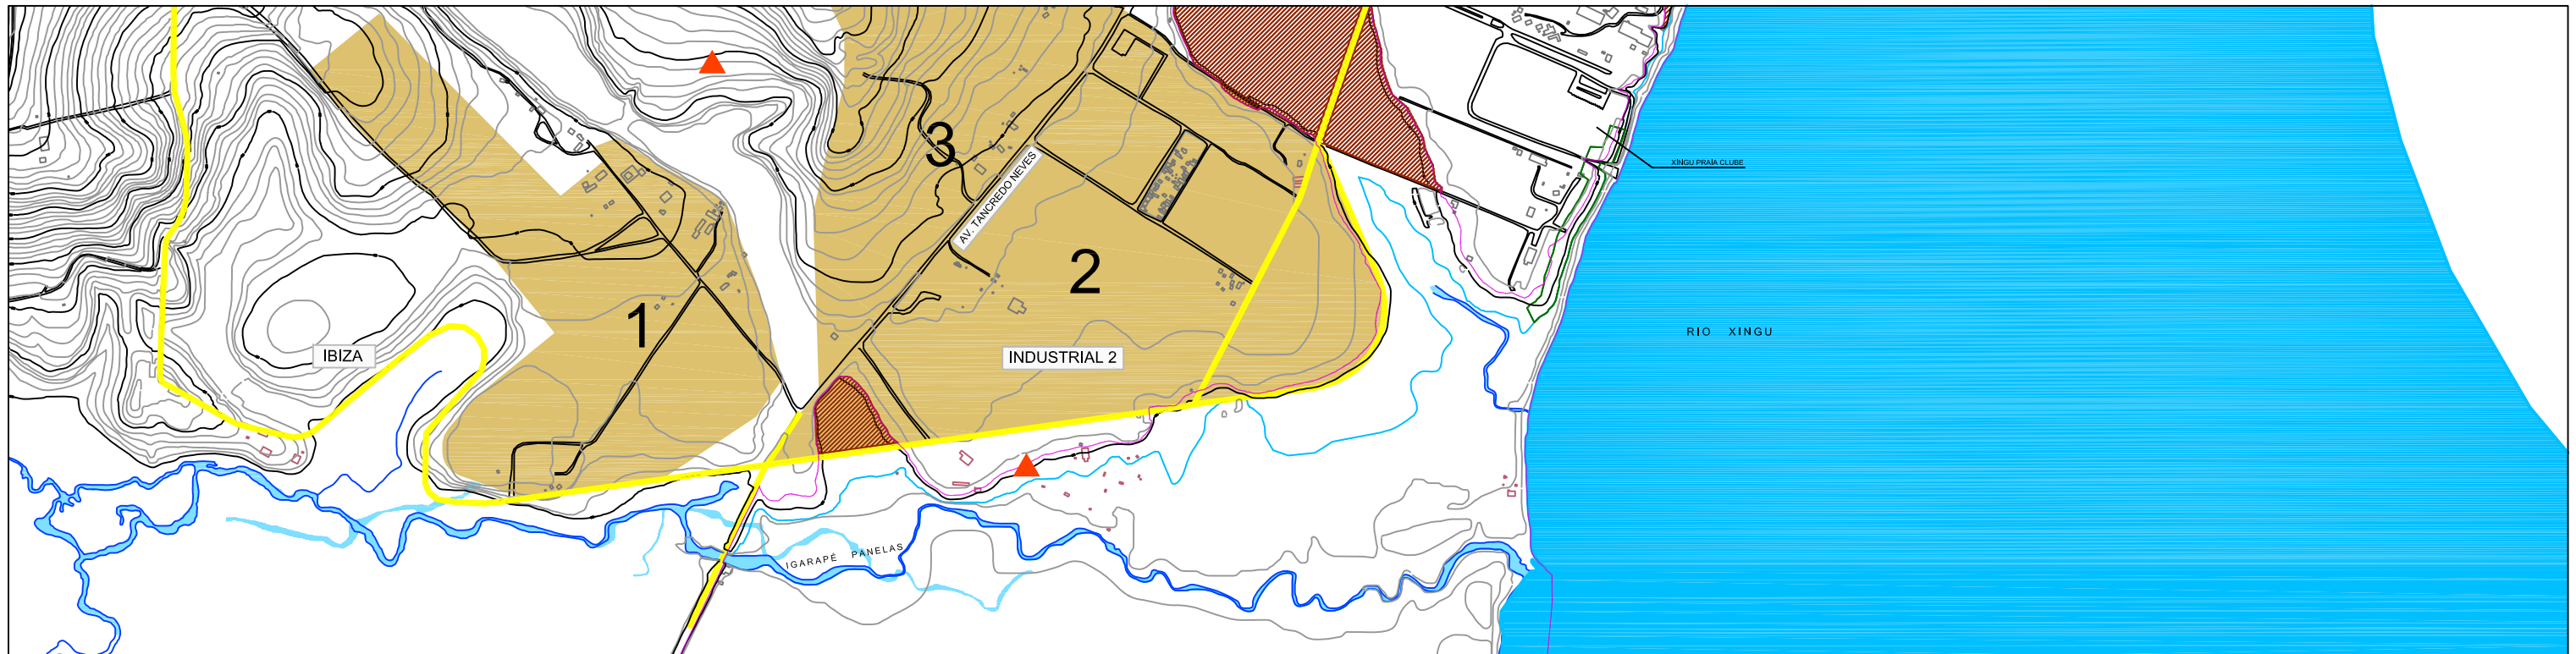 3
AV. TANCREDO NEVES
XINGU PRAIA CLUBE
2
1
IBIZA
INDUSTRIAL 2
RIO XINGU
IGARAPÉ PANELAS